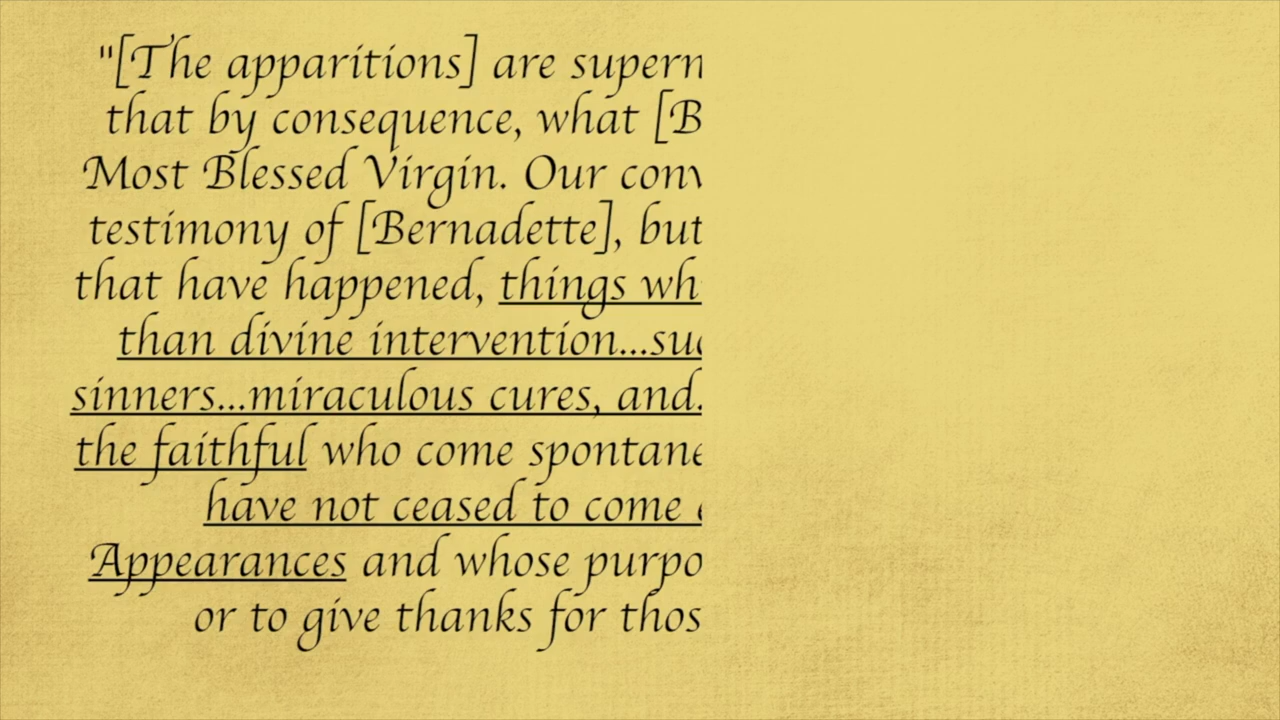 "[The apparitions] are supern
that by consequence, what [B
Most Blessed Virgin. Our conv
testimony of [Bernadette], but
that have happened, things wh
than divine intervention...suc
sinners...miraculous cures, and.
the faithful who come spontane
have not ceased to come
Appearances and whose purpo
or to give thanks for thos